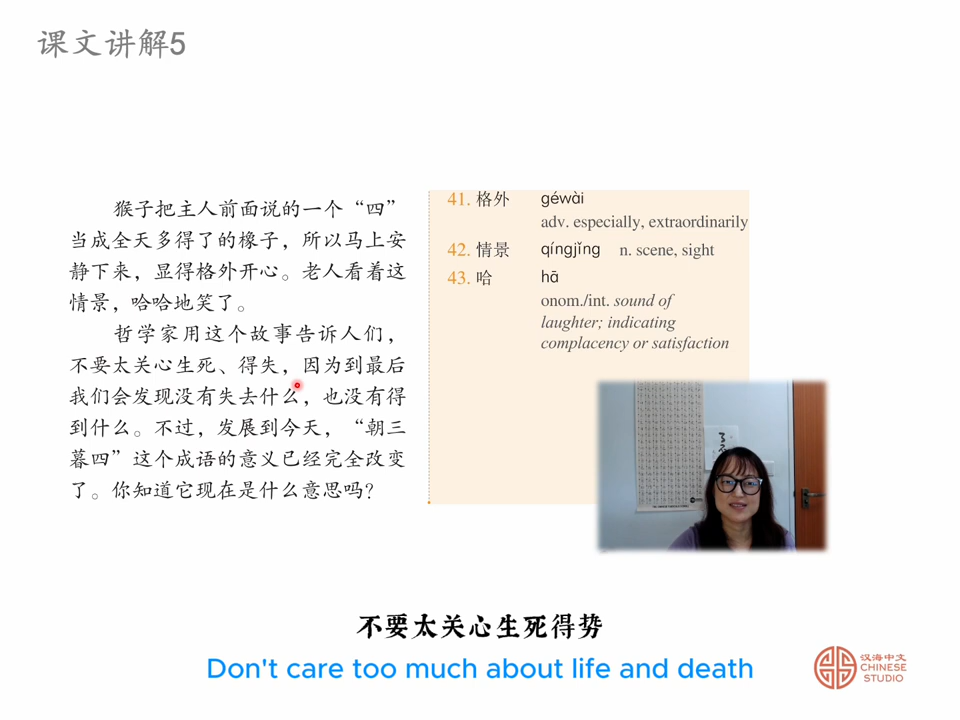 课文讲解5
猴子把主人前面说的一个“四”
当成全天多得了的橡子，所以马上安
静下来，显得格外开心。老人看着这
情景，哈哈地笑了。
哲学家用这个故事告诉人们，
不要太关心生死、得失，因为到最后
我们会发现没有失去什么，也没有得
到什么。不过，发展到今天，“朝三
暮四”这个成语的意义已经完全改变
了。你知道它现在是什么意思吗？
41. 格外 géwài
adv. especially, extraordinarily
42. 情景 qíngjǐng n. scene, sight
43. 哈 hā
onom./int. sound of
laughter; indicating
complacency or satisfaction
不要太关心生死得势
Don't care too much about life and death
汉海中文
CHINESE
STUDIO